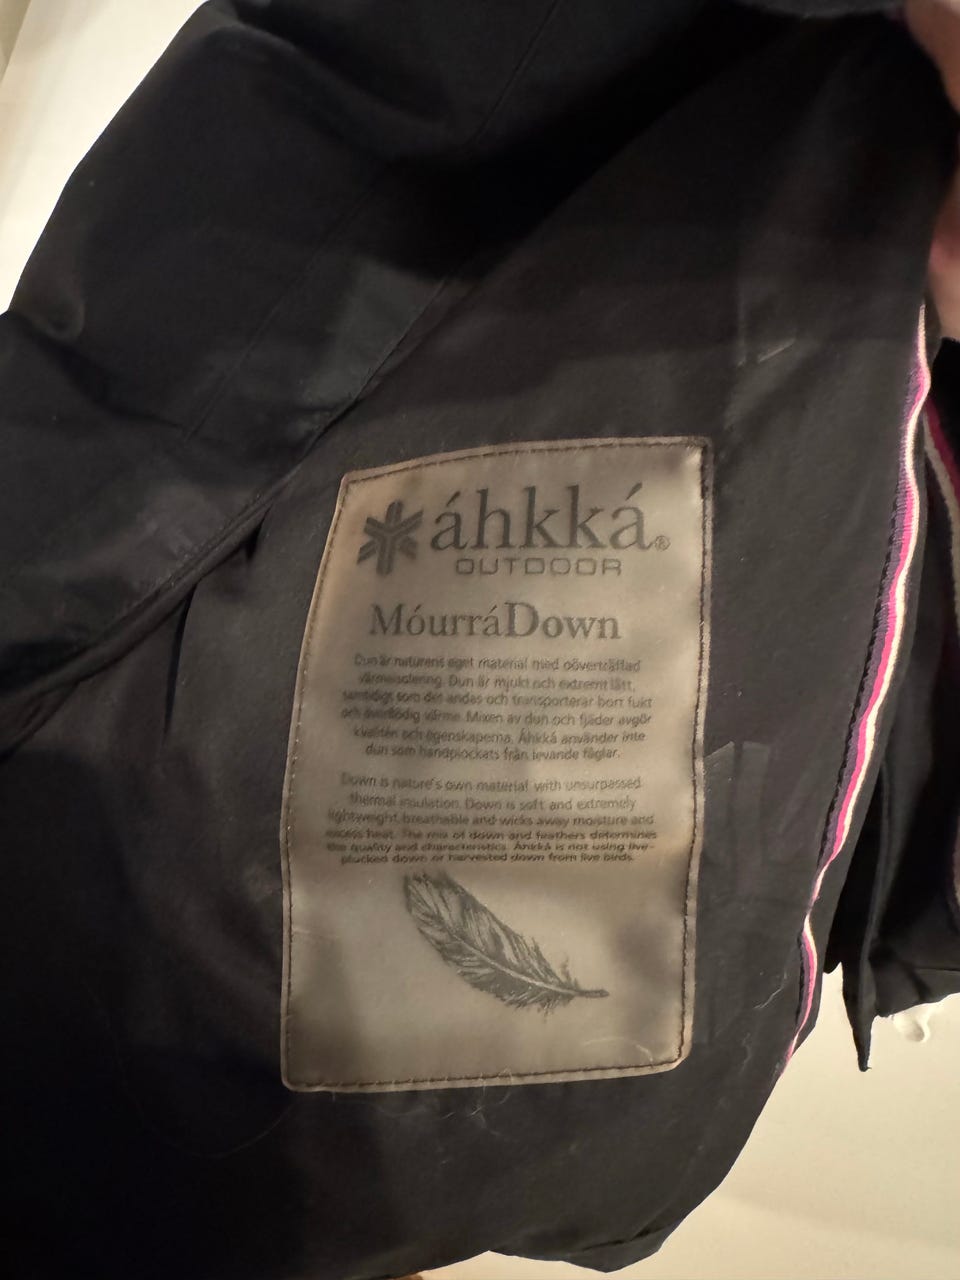 áhkká®
OUTDOOR
MóurráDown
Dun är naturens eget material med oöverträffad
värmeisolering. Dun är mjukt och extremt lätt,
samtidigt som det andas och transporterar bort fukt
och överflödig värme. Mixen av dun och fjäder avgör
kvalitén och egenskaperna. Áhkká använder inte
dun som handplockats från levande fåglar.
Down is nature's own material with unsurpassed
thermal insulation. Down is soft and extremely
lightweight, breathable and wicks away moisture and
excess heat. The mix of down and feathers determines
the quality and characteristics. Áhkká is not using live-
plucked down or harvested down from live birds.